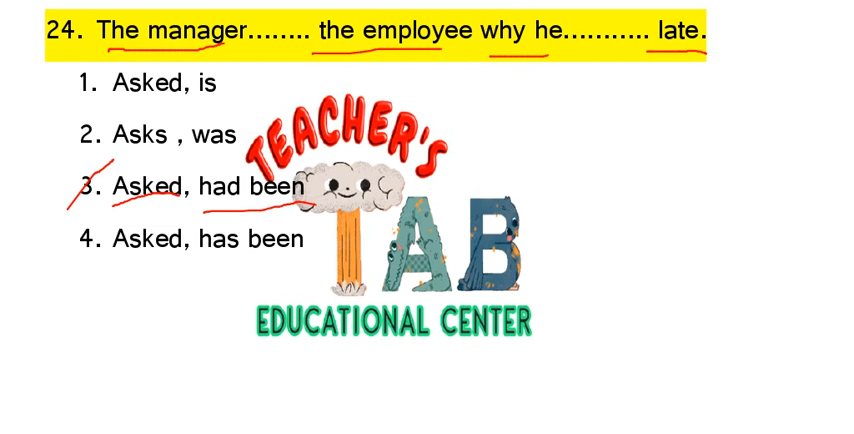 24. The manager........ the employee why he........... late.
1. Asked, is
2. Asks , was
3. Asked, had been
4. Asked, has been
TEACHER'S
TAB
EDUCATIONAL CENTER